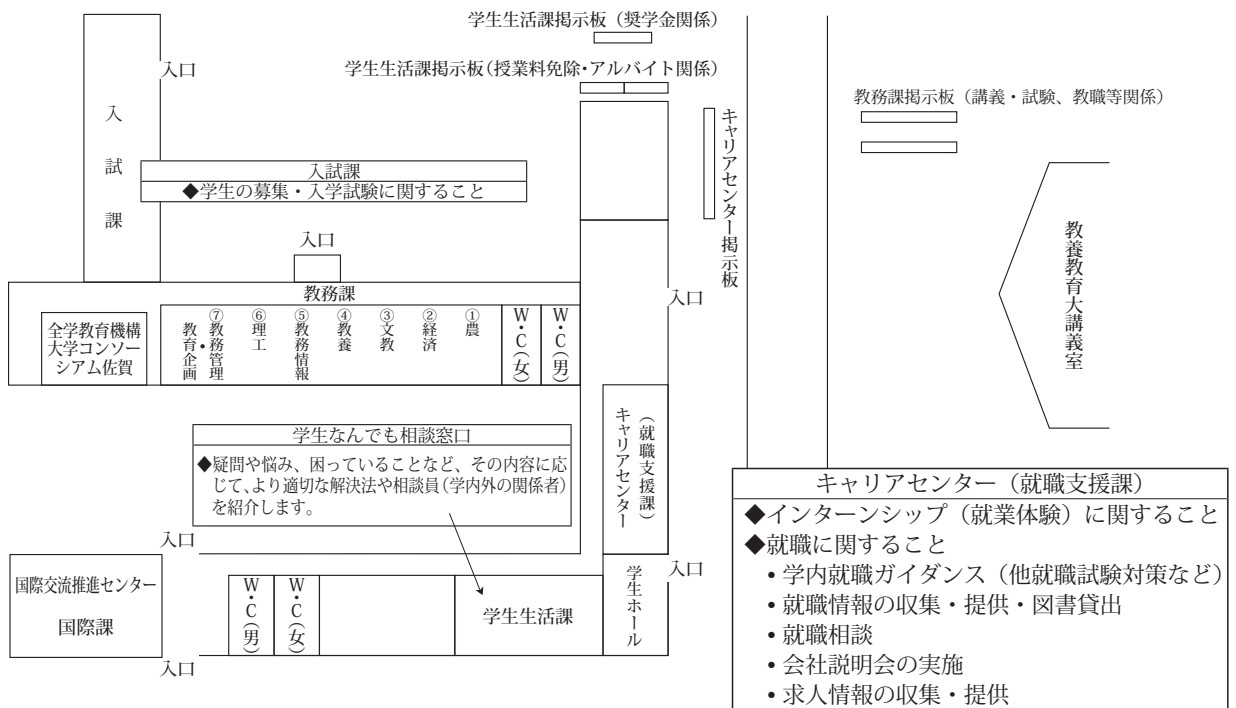 学生生活課掲示板（奨学金関係）
学生生活課掲示板（授業料免除・アルバイト関係）
入口
教務課掲示板（講義・試験、教職等関係）
キャリアセンター掲示板
入試課
入試課
◆学生の募集・入学試験に関すること
教養教育大講義室
入口
入口
教務課
全学教育機構
大学コンソー
シアム佐賀
⑦教務管理・
教育企画
⑥理工
⑤教務情報
④教養
③文教
②経済
①農
W・C（女）
W・C（男）
（就職支援課）
キャリアセンター
学生なんでも相談窓口
◆疑問や悩み、困っていることなど、その内容に応
じて、より適切な解決法や相談員（学内外の関係者）
を紹介します。
入口
国際交流推進センター
国際課
入口
W・C（男）
W・C（女）
学生生活課
学生ホール
入口
キャリアセンター（就職支援課）
◆インターンシップ（就業体験）に関すること
◆就職に関すること
•学内就職ガイダンス（他就職試験対策など）
•就職情報の収集・提供・図書貸出
•就職相談
•会社説明会の実施
•求人情報の収集・提供